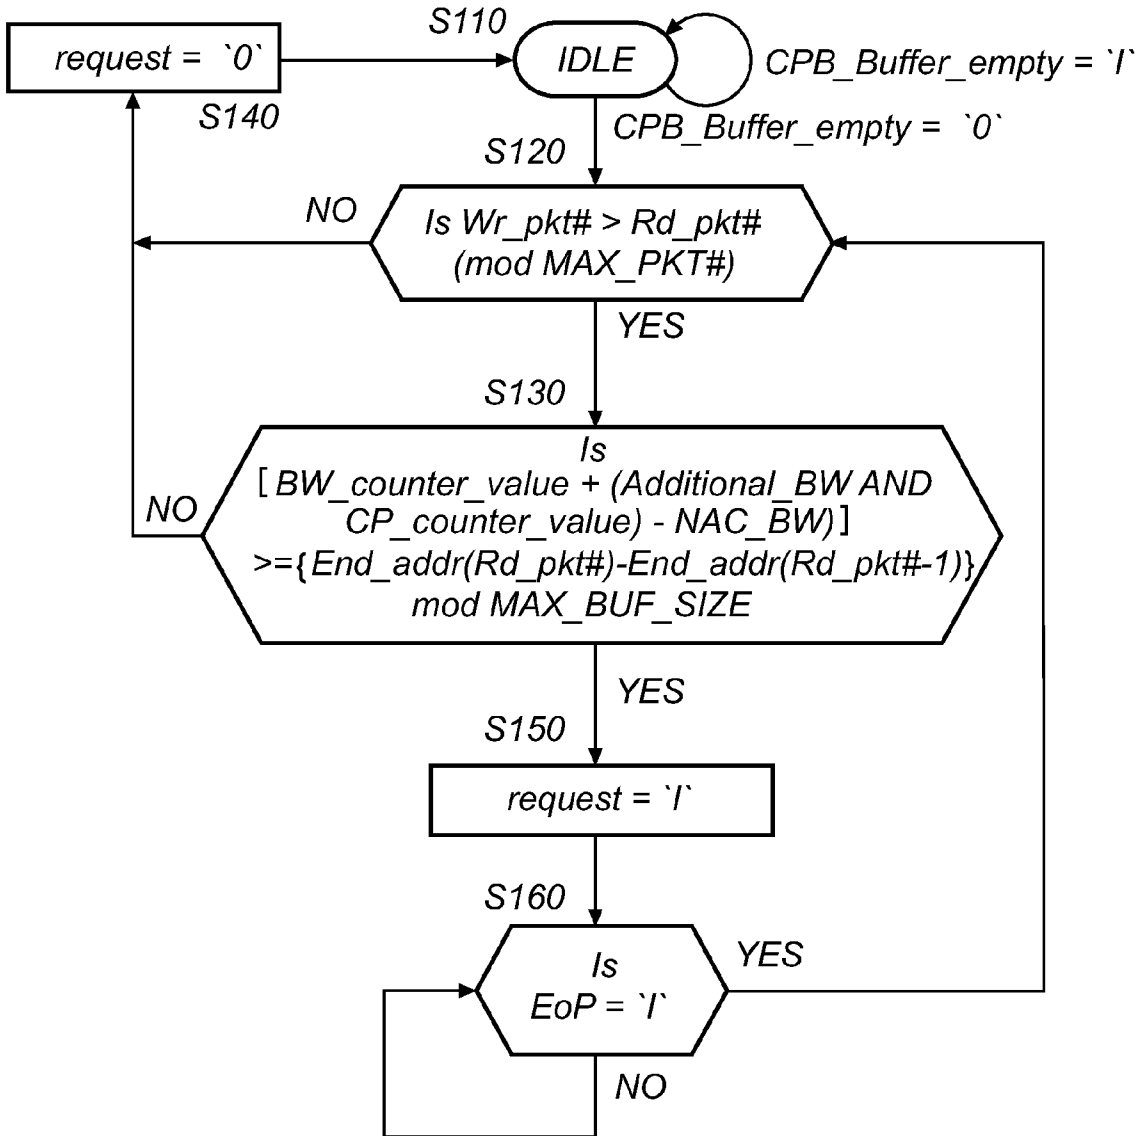 S110
request = `0`
IDLE
CPB_Buffer_empty = `I`
S140
CPB_Buffer_empty = `0`
S120
NO
Is Wr_pkt# > Rd_pkt#
(mod MAX_PKT#)
YES
S130
Is
[ BW_counter_value + (Additional_BW AND
NO
CP_counter_value) - NAC_BW) ]
>={End_addr(Rd_pkt#)-End_addr(Rd_pkt#-1)}
mod MAX_BUF_SIZE
YES
S150
request = `I`
S160
Is
YES
EoP = `I`
NO